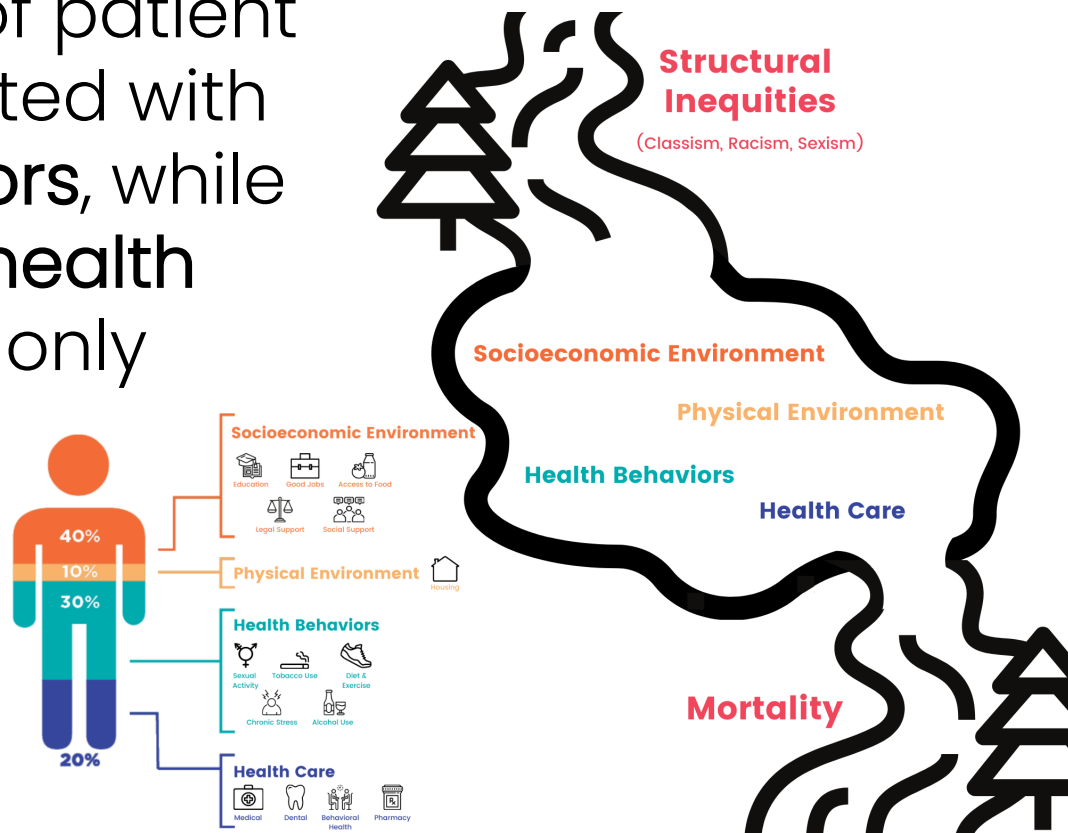 of patient
ted with
ors, while
health
only
Structural
Inequities
(Classism, Racism, Sexism)
Socioeconomic Environment
Physical Environment
Health Behaviors
Health Care
Mortality
40%
10%
30%
20%
Socioeconomic Environment
Education Good Jobs Access to Food
Legal Support Social Support
Physical Environment
Housing
Health Behaviors
Sexual Activity Tobacco Use Diet & Exercise
Chronic Stress Alcohol Use
Health Care
Medical Dental Behavioral Health Pharmacy
Rx